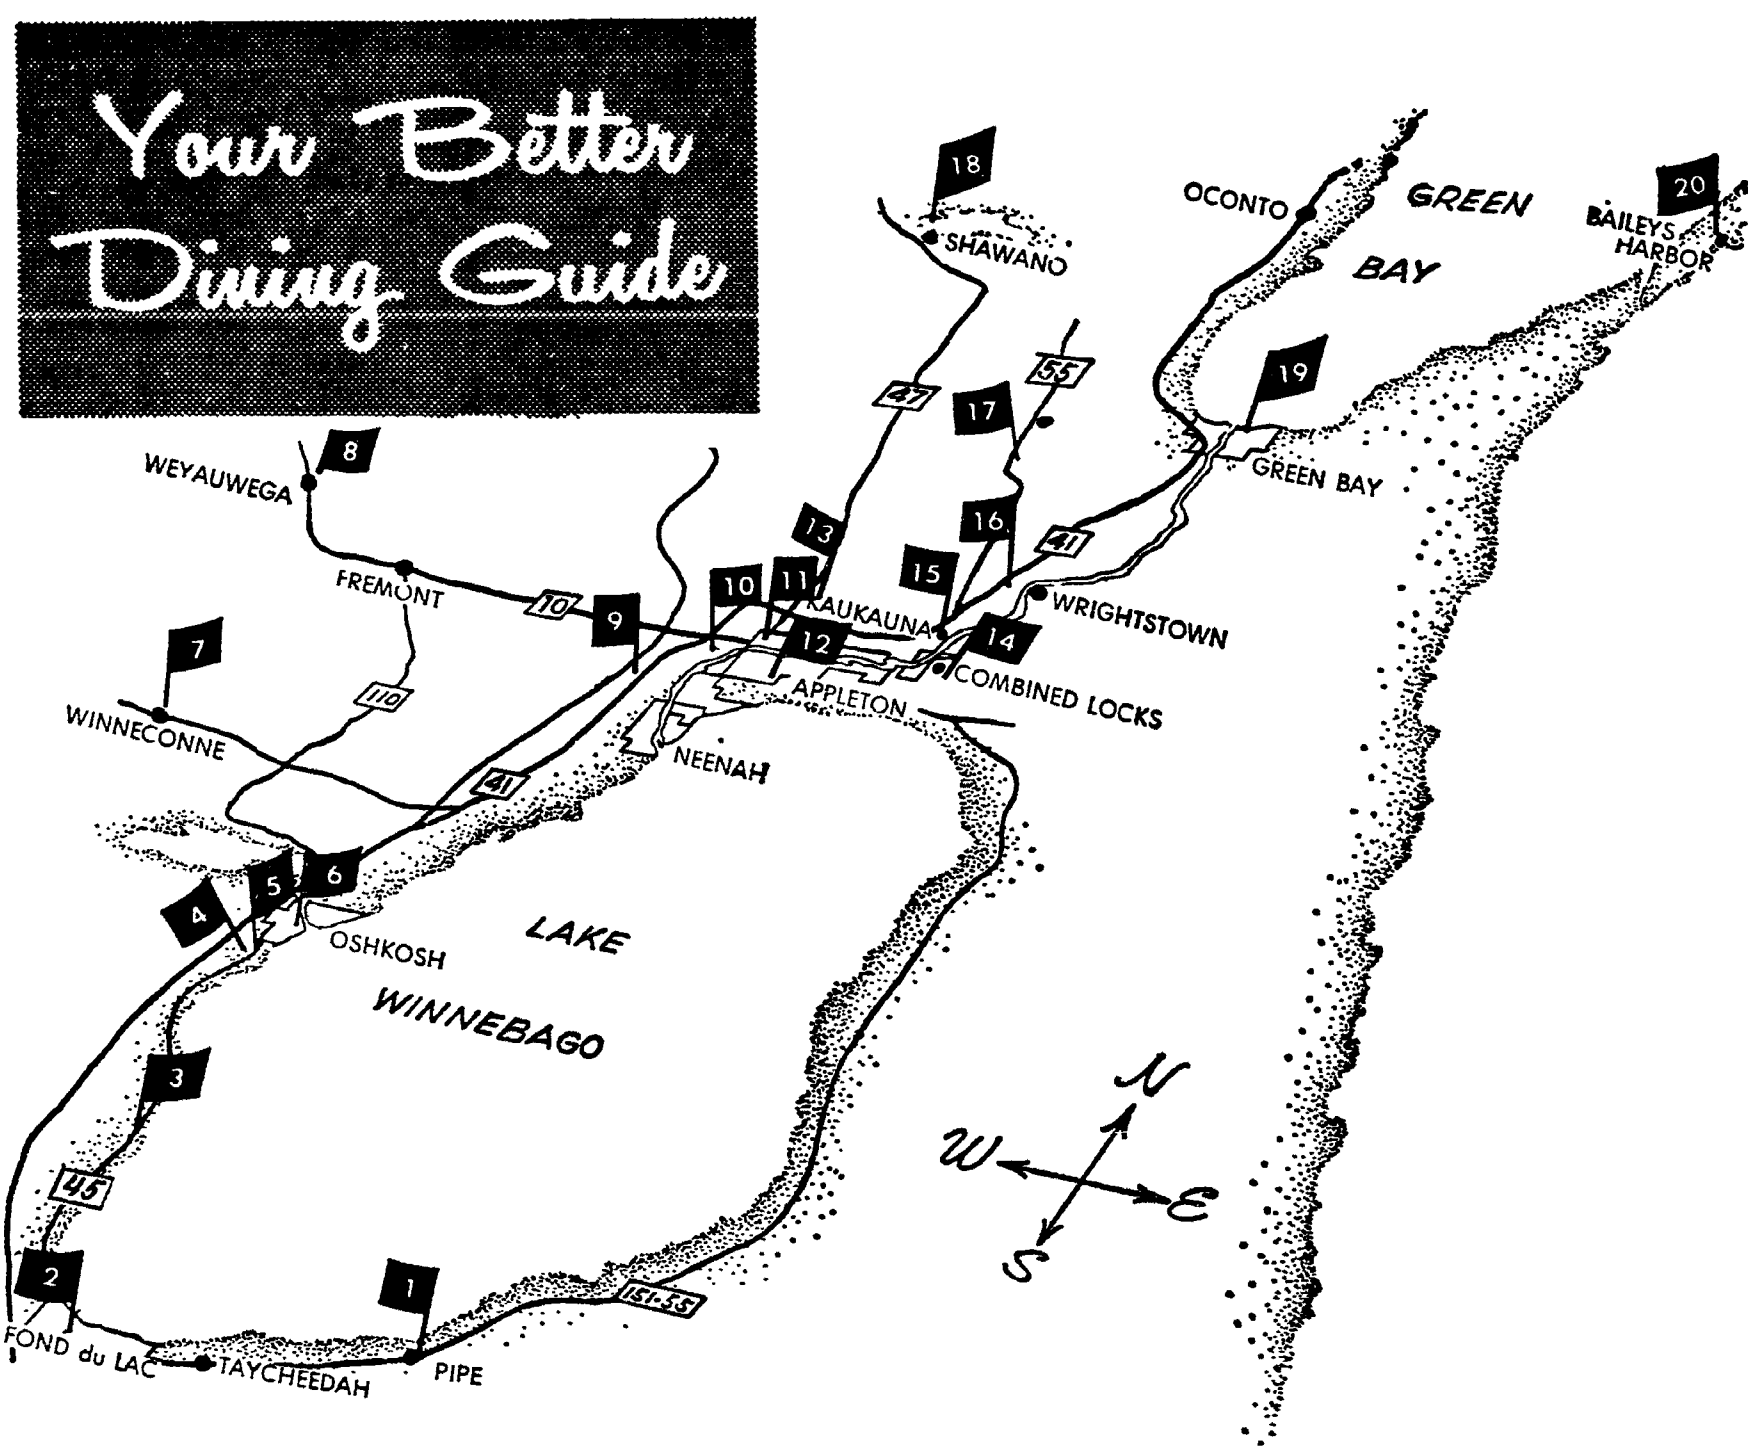 Your Better
Dining Guide
18
20
OCONTO
GREEN
BAY
BAILEYS
HARBOR
SHAWANO
19
55
47
17
8
WEYAUWEGA
GREEN BAY
13
16
41
FREMONT
10
9
10
11
15
KAUKAUNA
WRIGHTSTOWN
7
12
14
COMBINED LOCKS
110
APPLETON
WINNECONNE
NEENAH
41
5
6
4
OSHKOSH
LAKE
WINNEBAGO
3
N
W
E
S
45
2
1
151-55
FOND du LAC
TAYCHEEDAH
PIPE